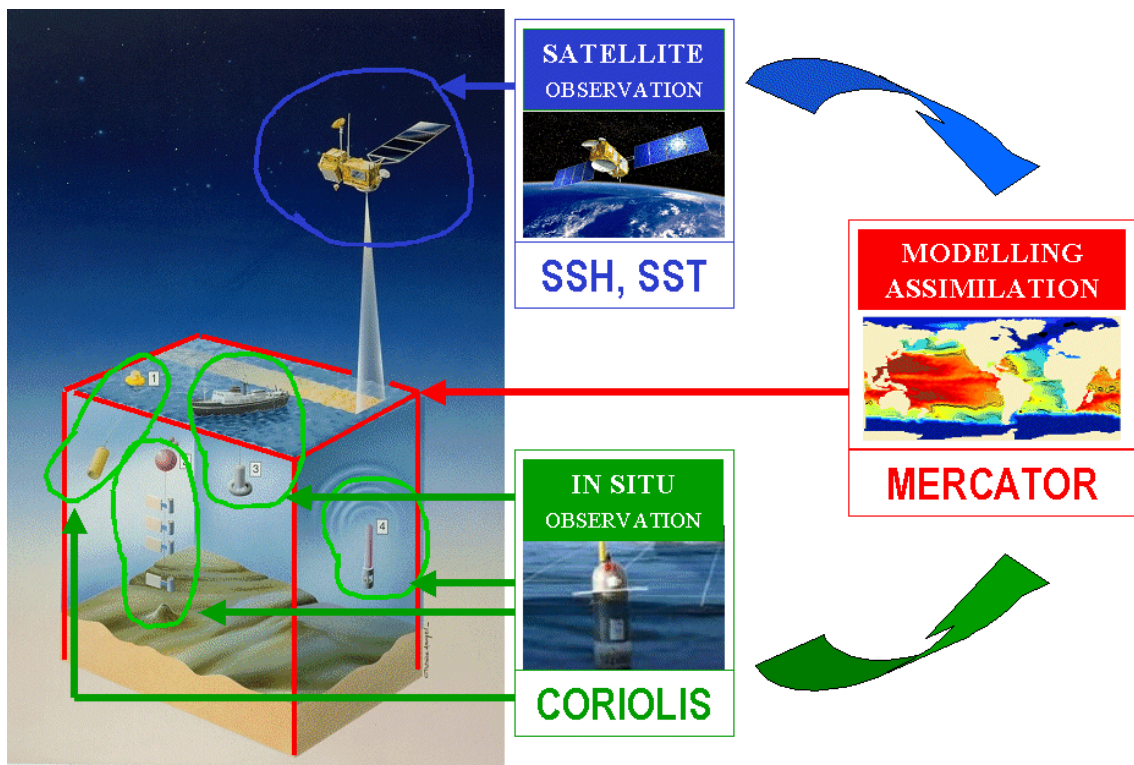 SATELLITE
OBSERVATION
SSH, SST
MODELLING
ASSIMILATION
MERCATOR
IN SITU
OBSERVATION
CORIOLIS
1
3
4